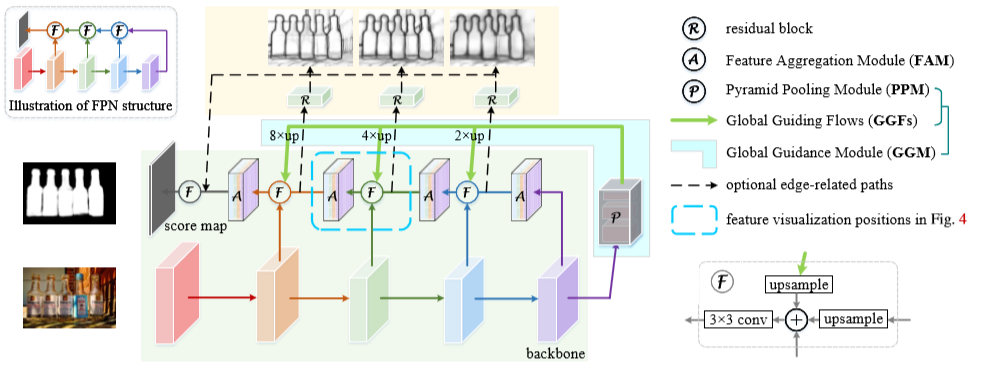 F F F
Illustration of FPN structure
R R R
8×up 4×up 2×up
F A F A F A F A
score map
P
backbone
R residual block
A Feature Aggregation Module (FAM)
P Pyramid Pooling Module (PPM)
Global Guiding Flows (GGFs)
Global Guidance Module (GGM)
optional edge-related paths
feature visualization positions in Fig. 4
F
upsample
3×3 conv + upsample